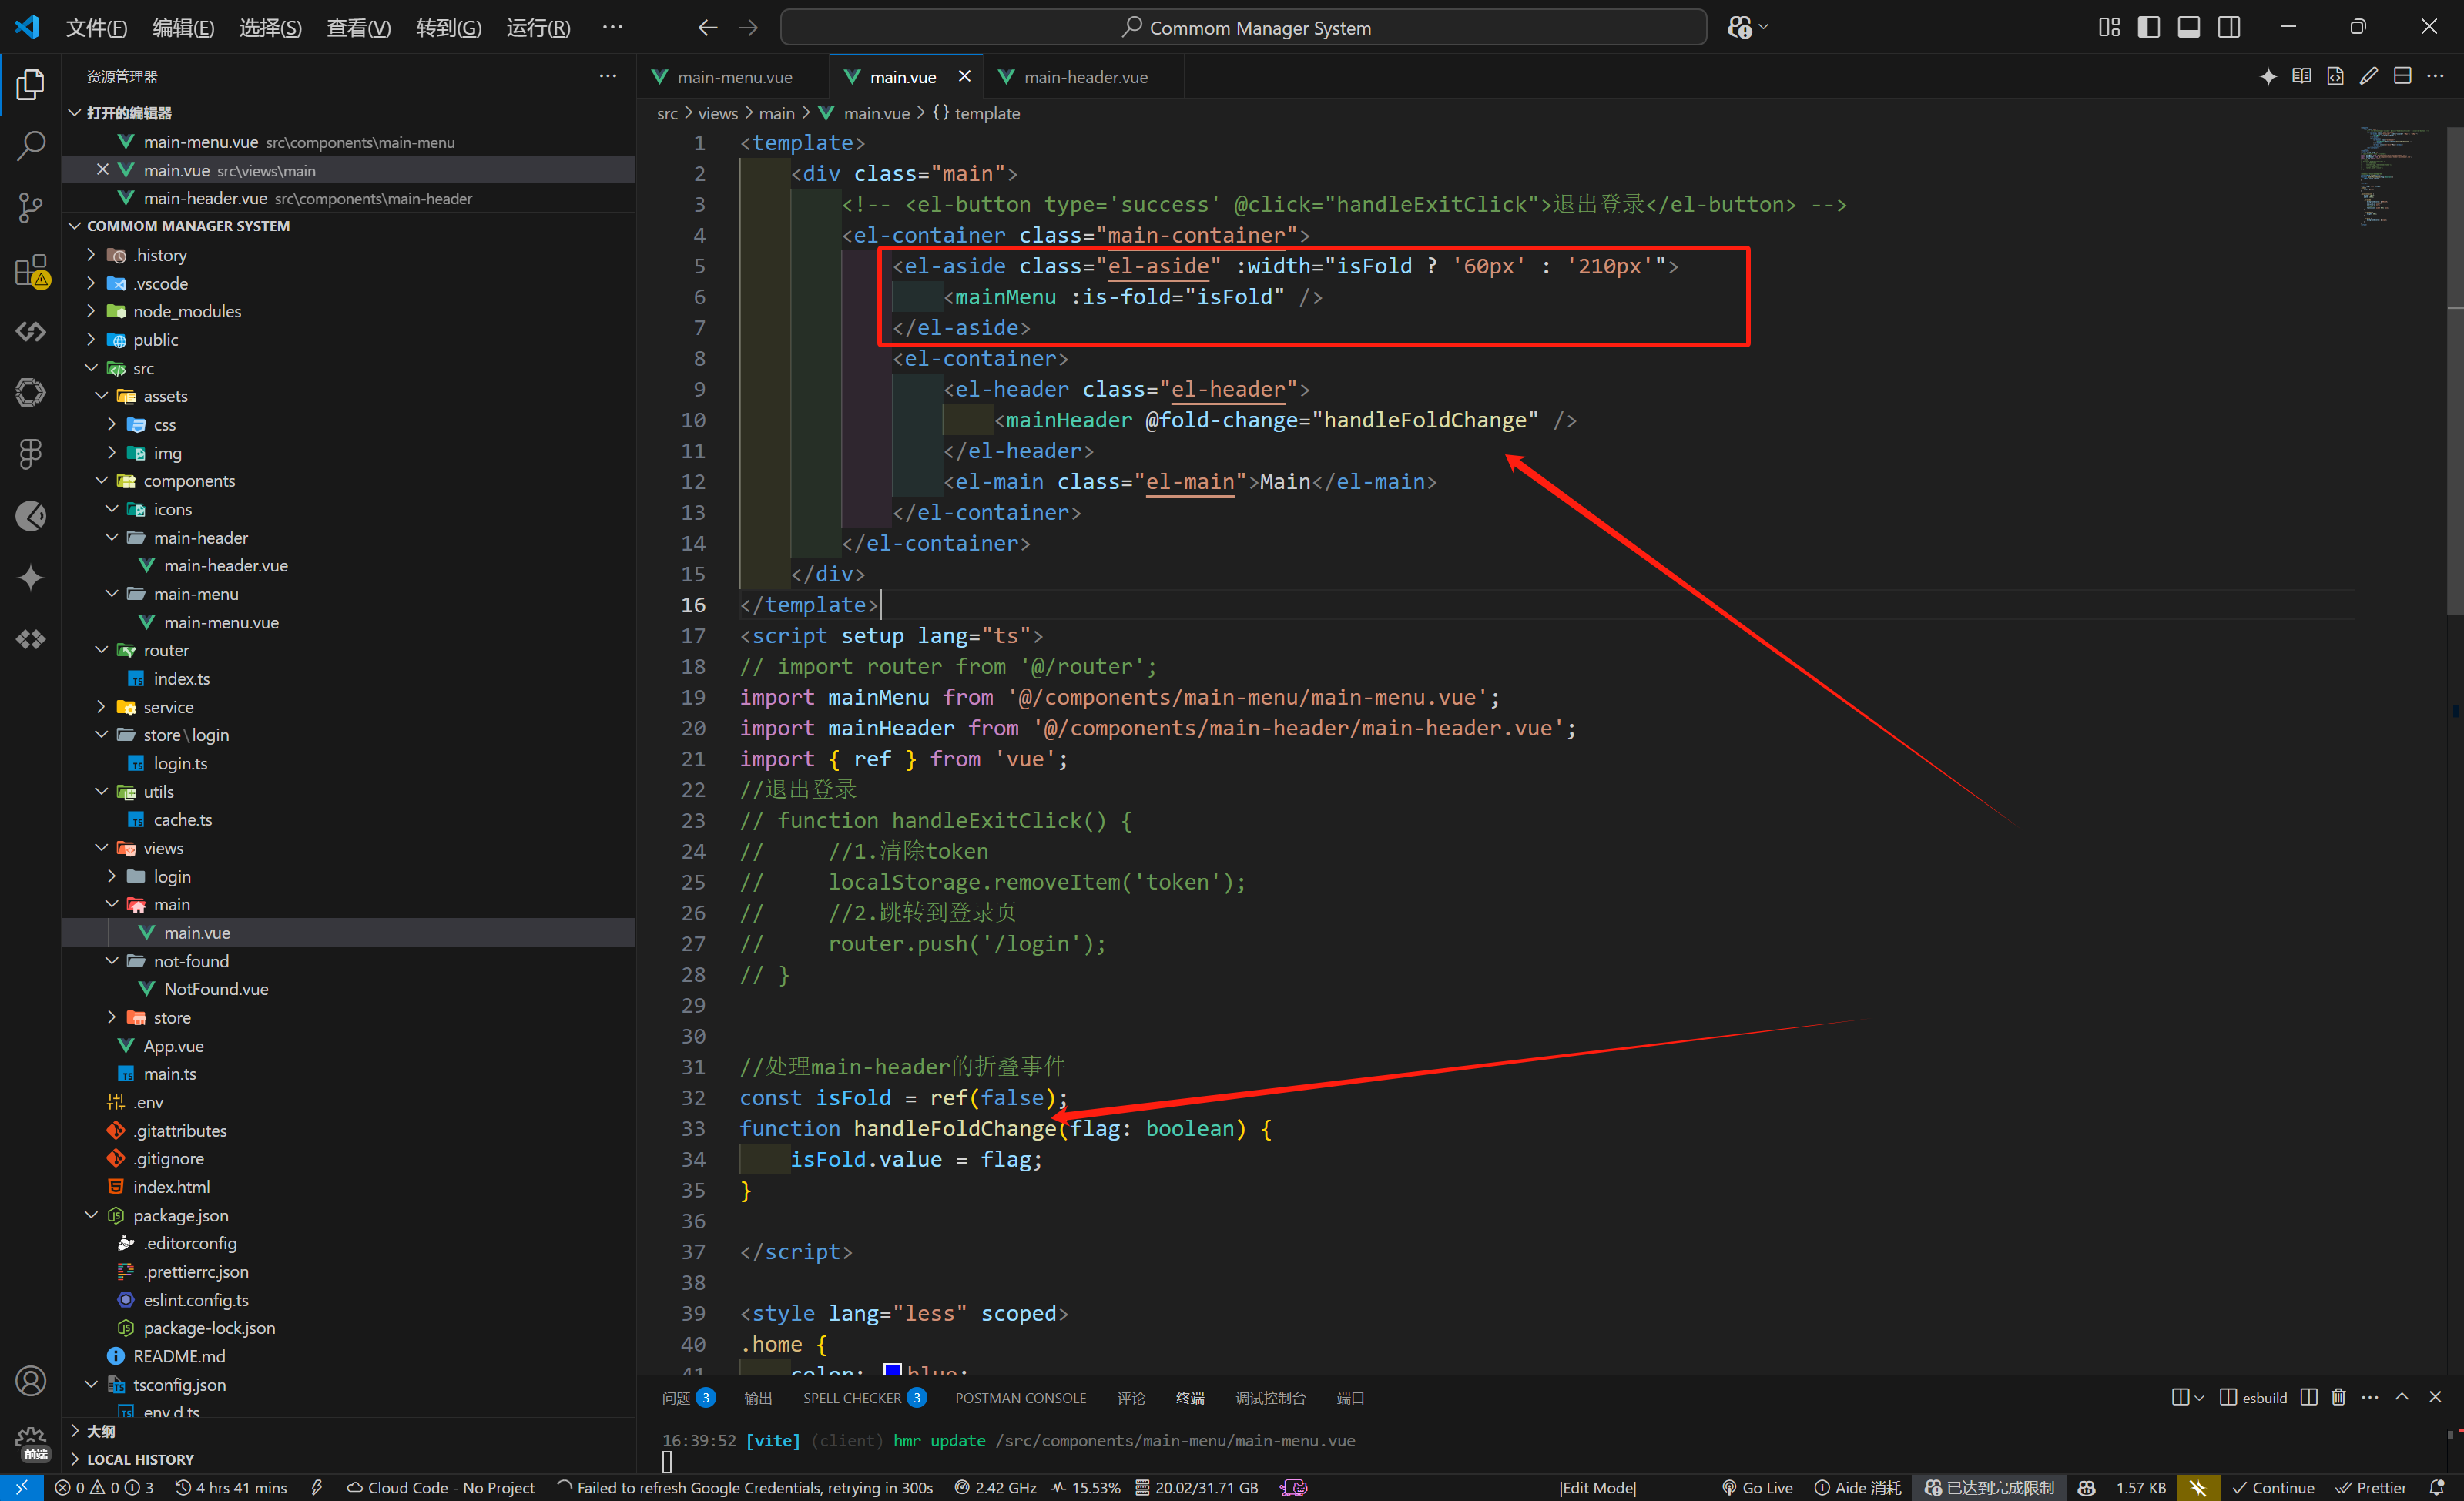 文件(F) 编辑(E) 选择(S) 查看(V) 转到(G) 运行(R) ···
Commom Manager System
资源管理器
打开的编辑器
main-menu.vue src\components\main-menu
main.vue src\views\main
main-header.vue src\components\main-header
COMMOM MANAGER SYSTEM
.history
.vscode
node_modules
public
src
assets
css
img
components
icons
main-header
main-header.vue
main-menu
main-menu.vue
router
index.ts
service
store\login
login.ts
utils
cache.ts
views
login
main
main.vue
not-found
NotFound.vue
store
App.vue
main.ts
.env
.gitattributes
.gitignore
index.html
package.json
.editorconfig
.prettierrc.json
eslint.config.ts
package-lock.json
README.md
tsconfig.json
env.d.ts
大纲
LOCAL HISTORY
前端
main-menu.vue main.vue main-header.vue
src > views > main > main.vue > {} template
1 <template>
2 <div class="main">
3 <!-- <el-button type='success' @click="handleExitClick">退出登录</el-button> -->
4 <el-container class="main-container">
5 <el-aside class="el-aside" :width="isFold ? '60px' : '210px'">
6 <mainMenu :is-fold="isFold" />
7 </el-aside>
8 <el-container>
9 <el-header class="el-header">
10 <mainHeader @fold-change="handleFoldChange" />
11 </el-header>
12 <el-main class="el-main">Main</el-main>
13 </el-container>
14 </el-container>
15 </div>
16 </template>
17 <script setup lang="ts">
18 // import router from '@/router';
19 import mainMenu from '@/components/main-menu/main-menu.vue';
20 import mainHeader from '@/components/main-header/main-header.vue';
21 import { ref } from 'vue';
22 //退出登录
23 // function handleExitClick() {
24 // //1.清除token
25 // localStorage.removeItem('token');
26 // //2.跳转到登录页
27 // router.push('/login');
28 // }
29
30
31 //处理main-header的折叠事件
32 const isFold = ref(false);
33 function handleFoldChange(flag: boolean) {
34 isFold.value = flag;
35 }
36
37 </script>
38
39 <style lang="less" scoped>
40 .home {
41 color: blue;
问题 3 输出 SPELL CHECKER 3 POSTMAN CONSOLE 评论 终端 调试控制台 端口 esbuild
16:39:52 [vite] (client) hmr update /src/components/main-menu/main-menu.vue
0 0 3 4 hrs 41 mins Cloud Code - No Project Failed to refresh Google Credentials, retrying in 300s 2.42 GHz 15.53% 20.02/31.71 GB |Edit Mode| Go Live Aide 消耗 已达到完成限制 1.57 KB Continue Prettier